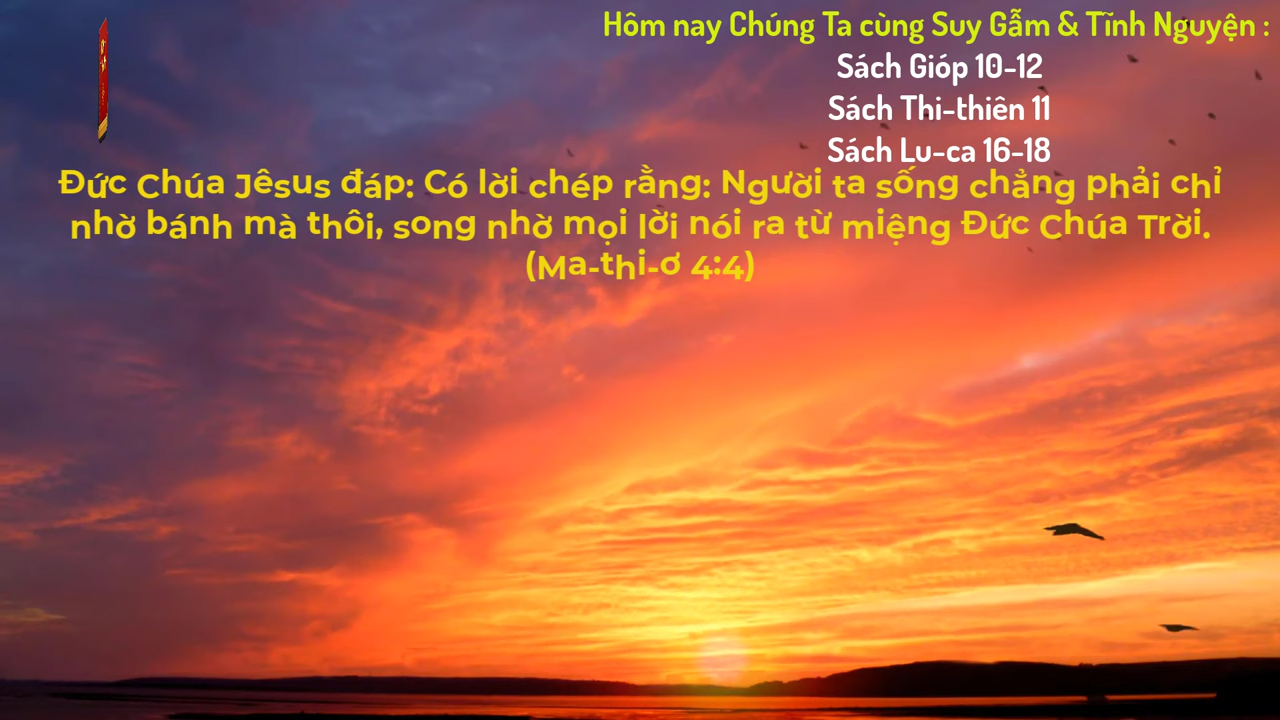 Hôm nay Chúng Ta cùng Suy Gẫm & Tĩnh Nguyện :
Sách Gióp 10-12
Sách Thi-thiên 11
Sách Lu-ca 16-18
Đức Chúa Jêsus đáp: Có lời chép rằng: Người ta sống chẳng phải chỉ
nhờ bánh mà thôi, song nhờ mọi lời nói ra từ miệng Đức Chúa Trời.
(Ma-thi-ơ 4:4)